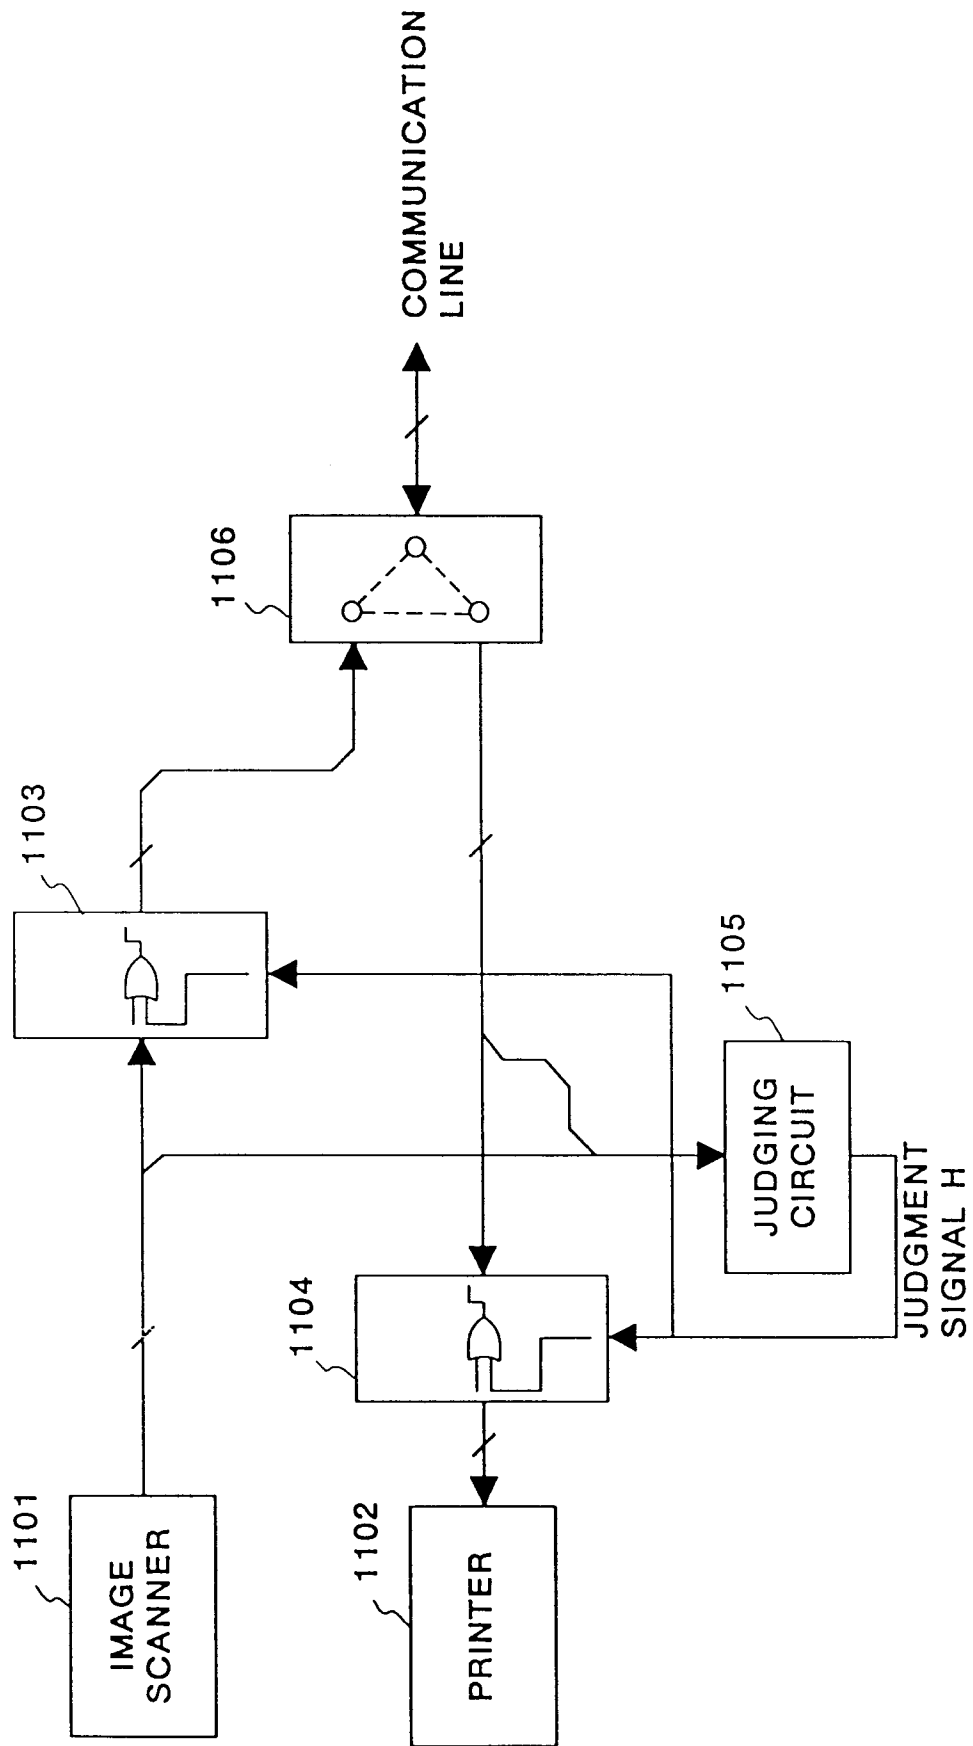 1101
IMAGE
SCANNER
1103
1106
COMMUNICATION
LINE
1102
PRINTER
1104
1105
JUDGING
CIRCUIT
JUDGMENT
SIGNAL H